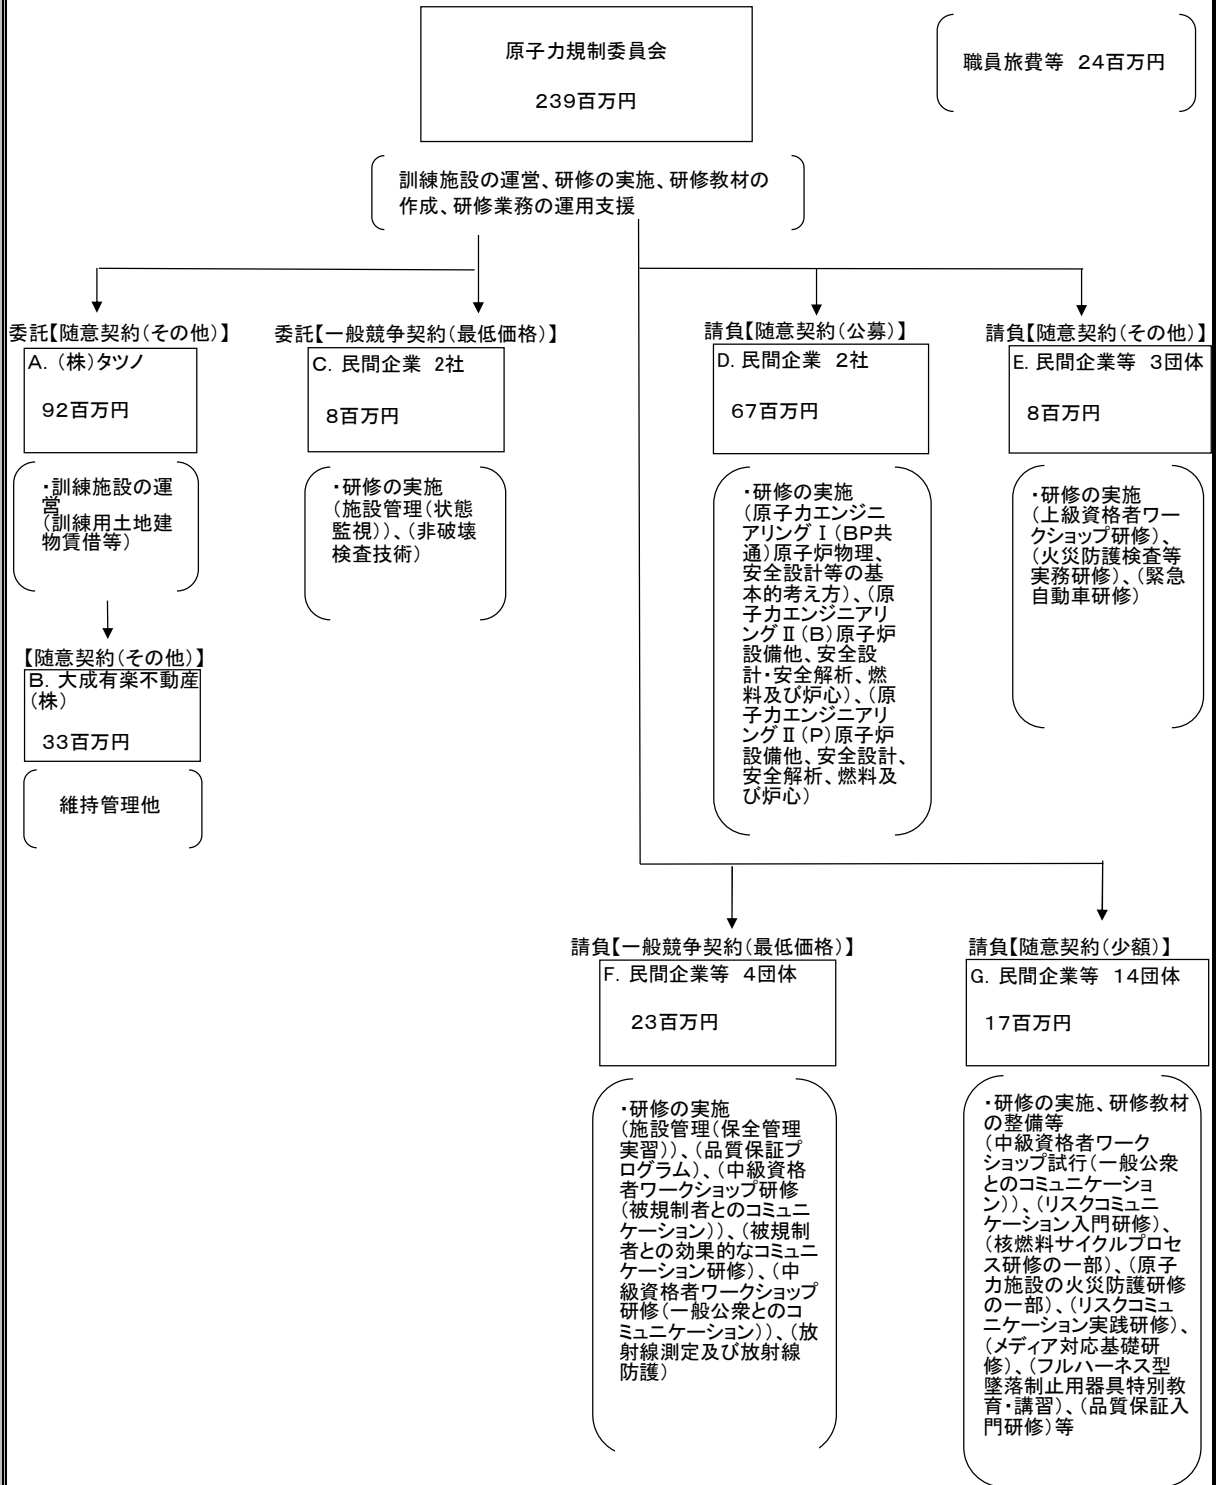 原子力規制委員会
239百万円
職員旅費等 24百万円
訓練施設の運営、研修の実施、研修教材の
作成、研修業務の運用支援
委託【随意契約(その他)】
A. (株)タツノ
92百万円
・訓練施設の運
営
(訓練用土地建
物賃借等)
【随意契約(その他)】
B. 大成有楽不動産
(株)
33百万円
維持管理他
委託【一般競争契約(最低価格)】
C. 民間企業 2社
8百万円
・研修の実施
(施設管理(状態
監視))、(非破壊
検査技術)
請負【随意契約(公募)】
D. 民間企業 2社
67百万円
・研修の実施
(原子力エンジニ
アリングⅠ(BP共
通)原子炉物理、
安全設計等の基
本的考え方)、(原
子力エンジニアリ
ングⅡ(B)原子炉
設備他、安全設
計・安全解析、燃
料及び炉心)、(原
子力エンジニアリ
ングⅡ(P)原子炉
設備他、安全設計、
安全解析、燃料及
び炉心)
請負【随意契約(その他)】
E. 民間企業等 3団体
8百万円
・研修の実施
(上級資格者ワー
クショップ研修)、
(火災防護検査等
実務研修)、(緊急
自動車研修)
請負【一般競争契約(最低価格)】
F. 民間企業等 4団体
23百万円
・研修の実施
(施設管理(保全管理
実習))、(品質保証プ
ログラム)、(中級資格
者ワークショップ研修
(被規制者とのコミュニ
ケーション))、(被規制
者との効果的なコミュニ
ケーション研修)、(中
級資格者ワークショップ
研修(一般公衆とのコ
ミュニケーション))、(放
射線測定及び放射線
防護)
請負【随意契約(少額)】
G. 民間企業等 14団体
17百万円
・研修の実施、研修教材
の整備等
(中級資格者ワーク
ショップ試行(一般公衆
とのコミュニケーショ
ン))、(リスクコミュニ
ケーション入門研修)、
(核燃料サイクルプロセ
ス研修の一部)、(原子
力施設の火災防護研修
の一部)、(リスクコミュ
ニケーション実践研修)、
(メディア対応基礎研
修)、(フルハーネス型
墜落制止用器具特別教
育・講習)、(品質保証入
門研修)等